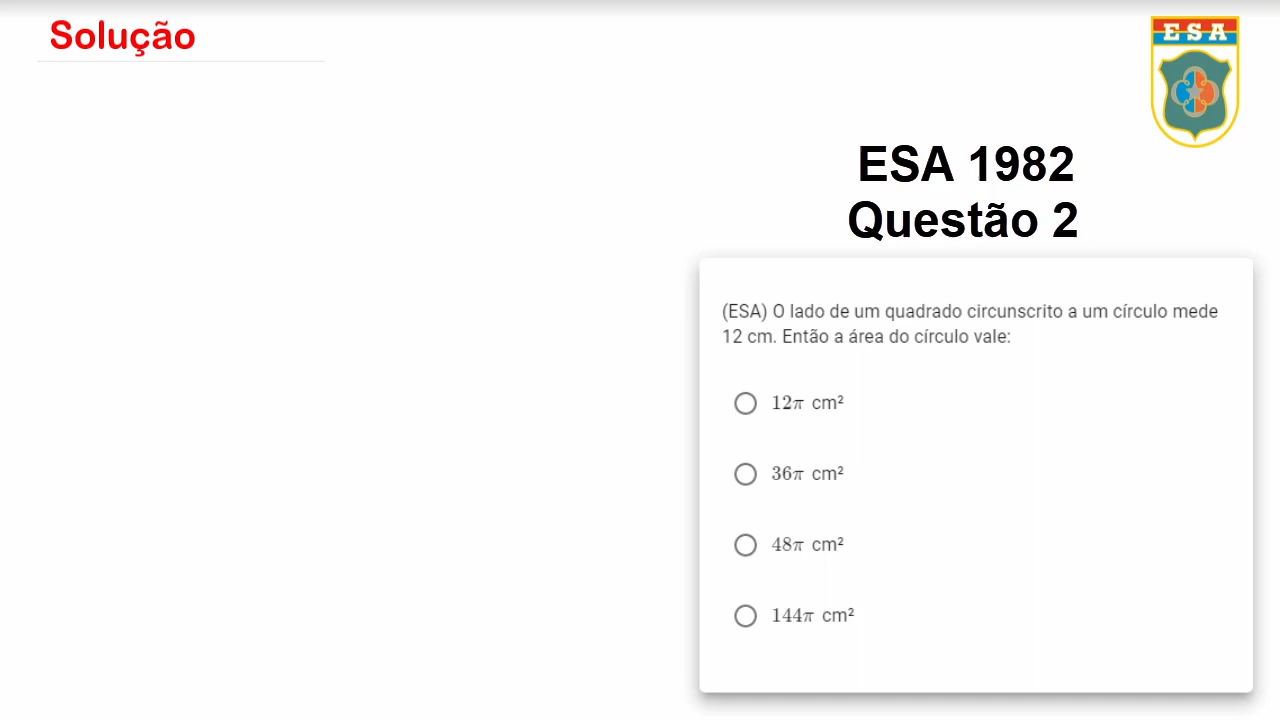 Solução
ESA
ESA 1982
Questão 2
(ESA) O lado de um quadrado circunscrito a um círculo mede
12 cm. Então a área do círculo vale:
12π cm²
36π cm²
48π cm²
144π cm²